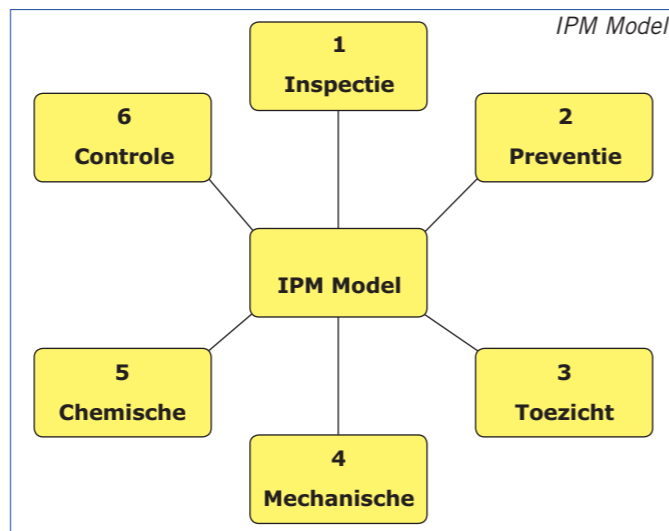 IPM Model
1
Inspectie
2
Preventie
3
Toezicht
4
Mechanische
5
Chemische
6
Controle
IPM Model